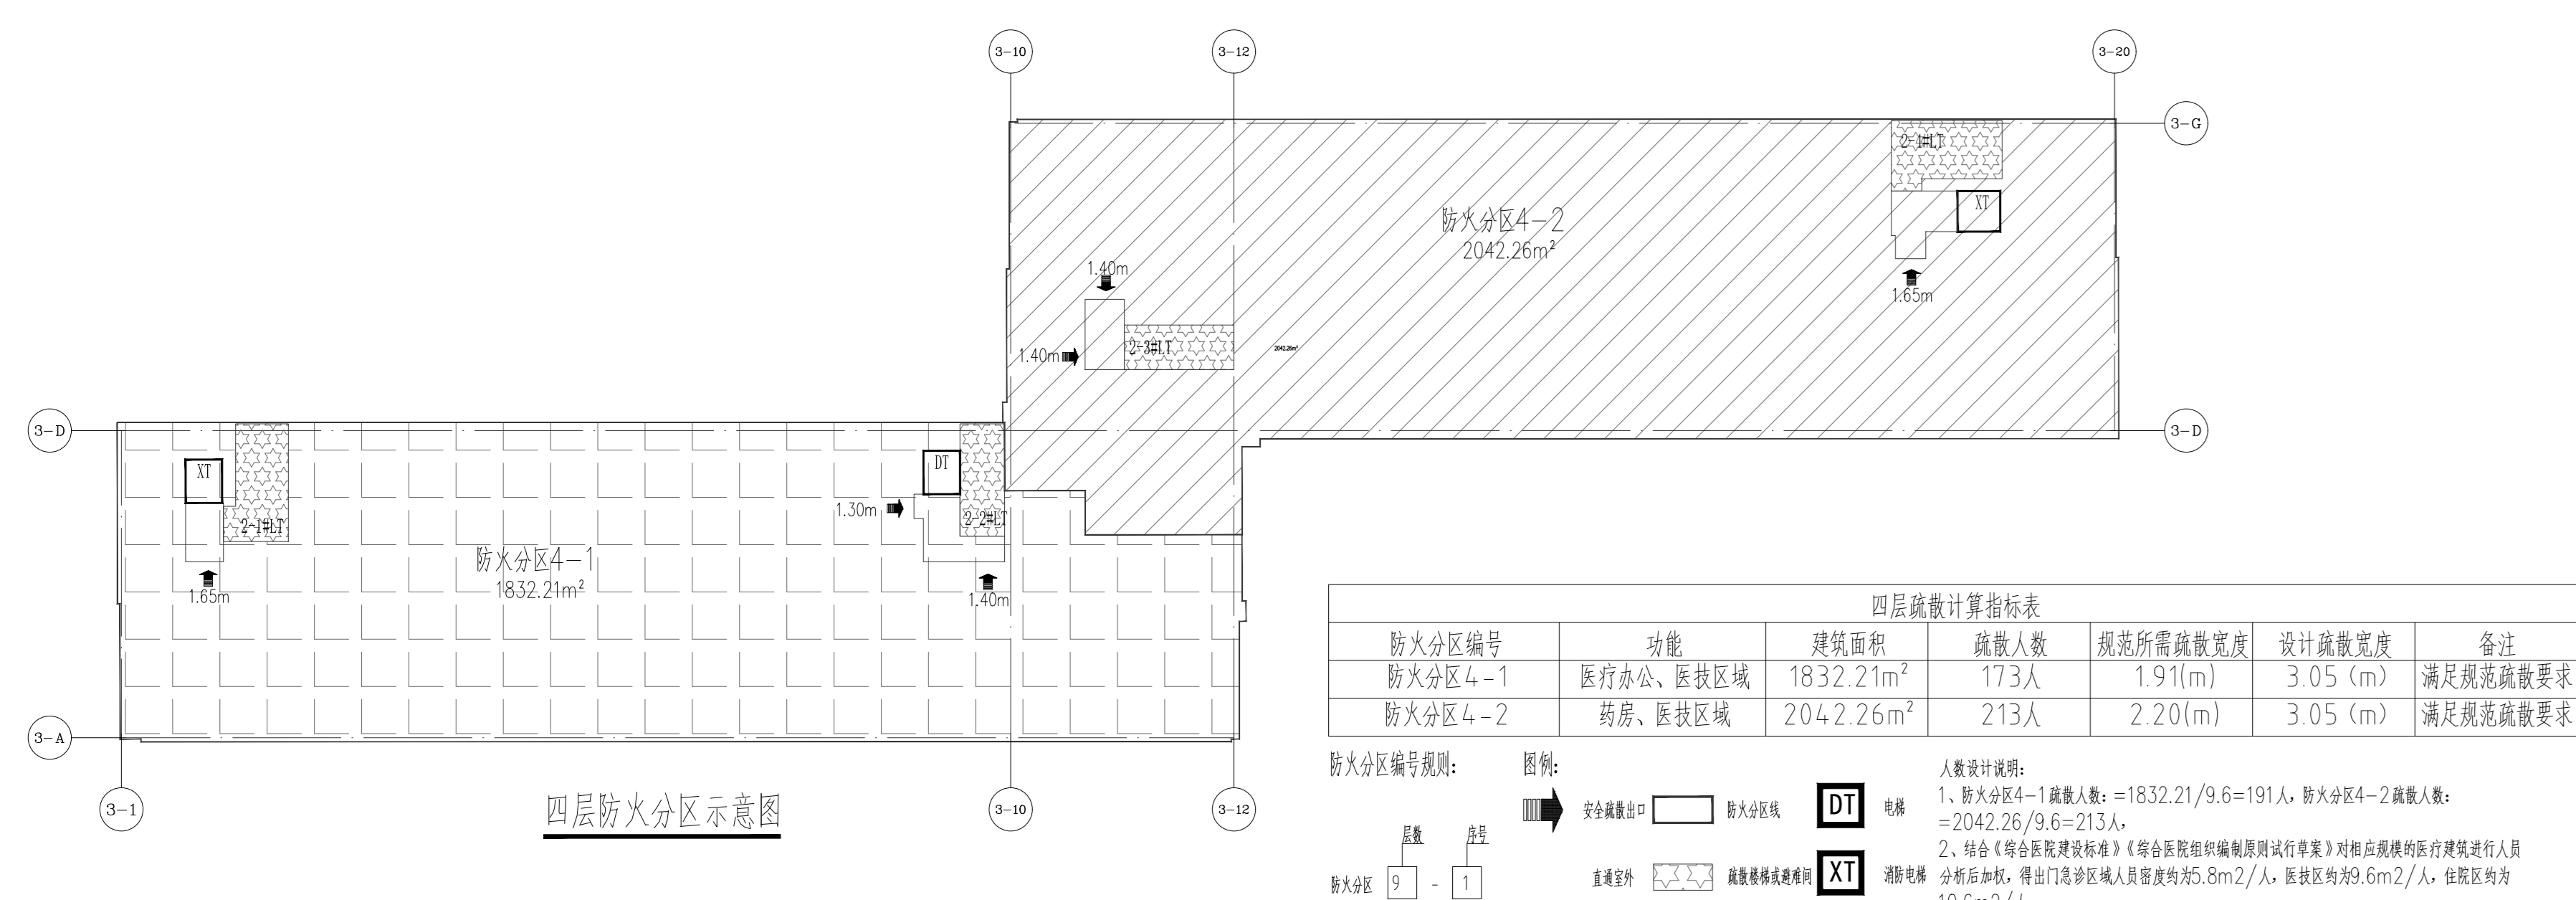 3-10
3-12
3-20
3-G
2-4#LT
XT
防火分区4-2
2042.26m²
1.40m
1.65m
1.40m
2-3#LT
2042.26m²
3-D
3-D
XT
DT
1.30m
2-1#LT
2-2#LT
防火分区4-1
1832.21m²
1.65m
1.40m
3-A
3-1
3-10
3-12
四层防火分区示意图
四层疏散计算指标表
防火分区编号 功能 建筑面积 疏散人数 规范所需疏散宽度 设计疏散宽度 备注
防火分区4-1 医疗办公、医技区域 1832.21m² 173人 1.91(m) 3.05 (m) 满足规范疏散要求
防火分区4-2 药房、医技区域 2042.26m² 213人 2.20(m) 3.05 (m) 满足规范疏散要求
防火分区编号规则:
层数 序号
防火分区 9 - 1
图例:
安全疏散出口 防火分区线 DT 电梯
直通室外 疏散楼梯或避难间 XT 消防电梯
人数设计说明:
1、防火分区4-1疏散人数: =1832.21/9.6=191人, 防火分区4-2疏散人数:
=2042.26/9.6=213人,
2、结合《综合医院建设标准》《综合医院组织编制原则试行草案》对相应规模的医疗建筑进行人员
分析后加权, 得出门急诊区域人员密度约为5.8m2/人, 医技区约为9.6m2/人, 住院区约为